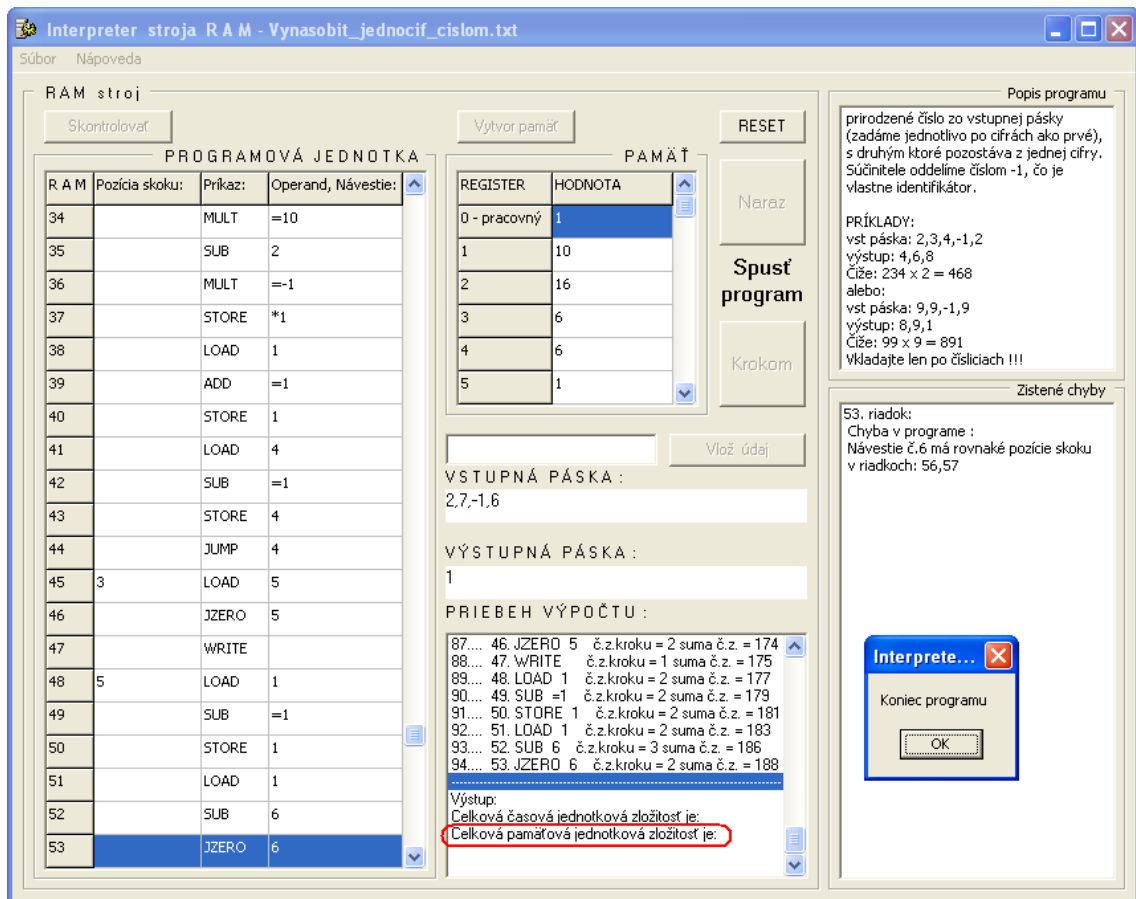 Interpreter stroja R A M - Vynasobit_jednocif_cislom.txt
Súbor Nápoveda
RAM stroj
Skontrolovať
Vytvor pamäť
RESET
PROGRAMOVÁ JEDNOTKA
R A M Pozícia skoku: Príkaz: Operand, Návestie:
34 MULT =10
35 SUB 2
36 MULT =-1
37 STORE *1
38 LOAD 1
39 ADD =1
40 STORE 1
41 LOAD 4
42 SUB =1
43 STORE 4
44 JUMP 4
45 3 LOAD 5
46 JZERO 5
47 WRITE
48 5 LOAD 1
49 SUB =1
50 STORE 1
51 LOAD 1
52 SUB 6
53 JZERO 6
PAMÄŤ
REGISTER HODNOTA
0 - pracovný 1
1 10
2 16
3 6
4 6
5 1
Naraz
Spusť
program
Krokom
Vlož údaj
VSTUPNÁ PÁSKA :
2,7,-1,6
VÝSTUPNÁ PÁSKA :
1
PRIEBEH VÝPOČTU :
87.... 46. JZERO 5 č.z.kroku = 2 suma č.z. = 174
88.... 47. WRITE č.z.kroku = 1 suma č.z. = 175
89.... 48. LOAD 1 č.z.kroku = 2 suma č.z. = 177
90.... 49. SUB =1 č.z.kroku = 2 suma č.z. = 179
91.... 50. STORE 1 č.z.kroku = 2 suma č.z. = 181
92.... 51. LOAD 1 č.z.kroku = 2 suma č.z. = 183
93.... 52. SUB 6 č.z.kroku = 3 suma č.z. = 186
94.... 53. JZERO 6 č.z.kroku = 2 suma č.z. = 188
Výstup:
Celková časová jednotková zložitosť je:
Celková pamäťová jednotková zložitosť je:
Popis programu
prirodzené číslo zo vstupnej pásky
(zadáme jednotlivo po cifrách ako prvé),
s druhým ktoré pozostáva z jednej cifry.
Súčinitele oddelíme číslom -1, čo je
vlastne identifikátor.
PRÍKLADY:
vst páska: 2,3,4,-1,2
výstup: 4,6,8
Čiže: 234 x 2 = 468
alebo:
vst páska: 9,9,-1,9
výstup: 8,9,1
Čiže: 99 x 9 = 891
Vkladajte len po čísliciach !!!
Zistené chyby
53. riadok:
Chyba v programe :
Návestie č.6 má rovnaké pozície skoku
v riadkoch: 56,57
Interprete...
Koniec programu
OK